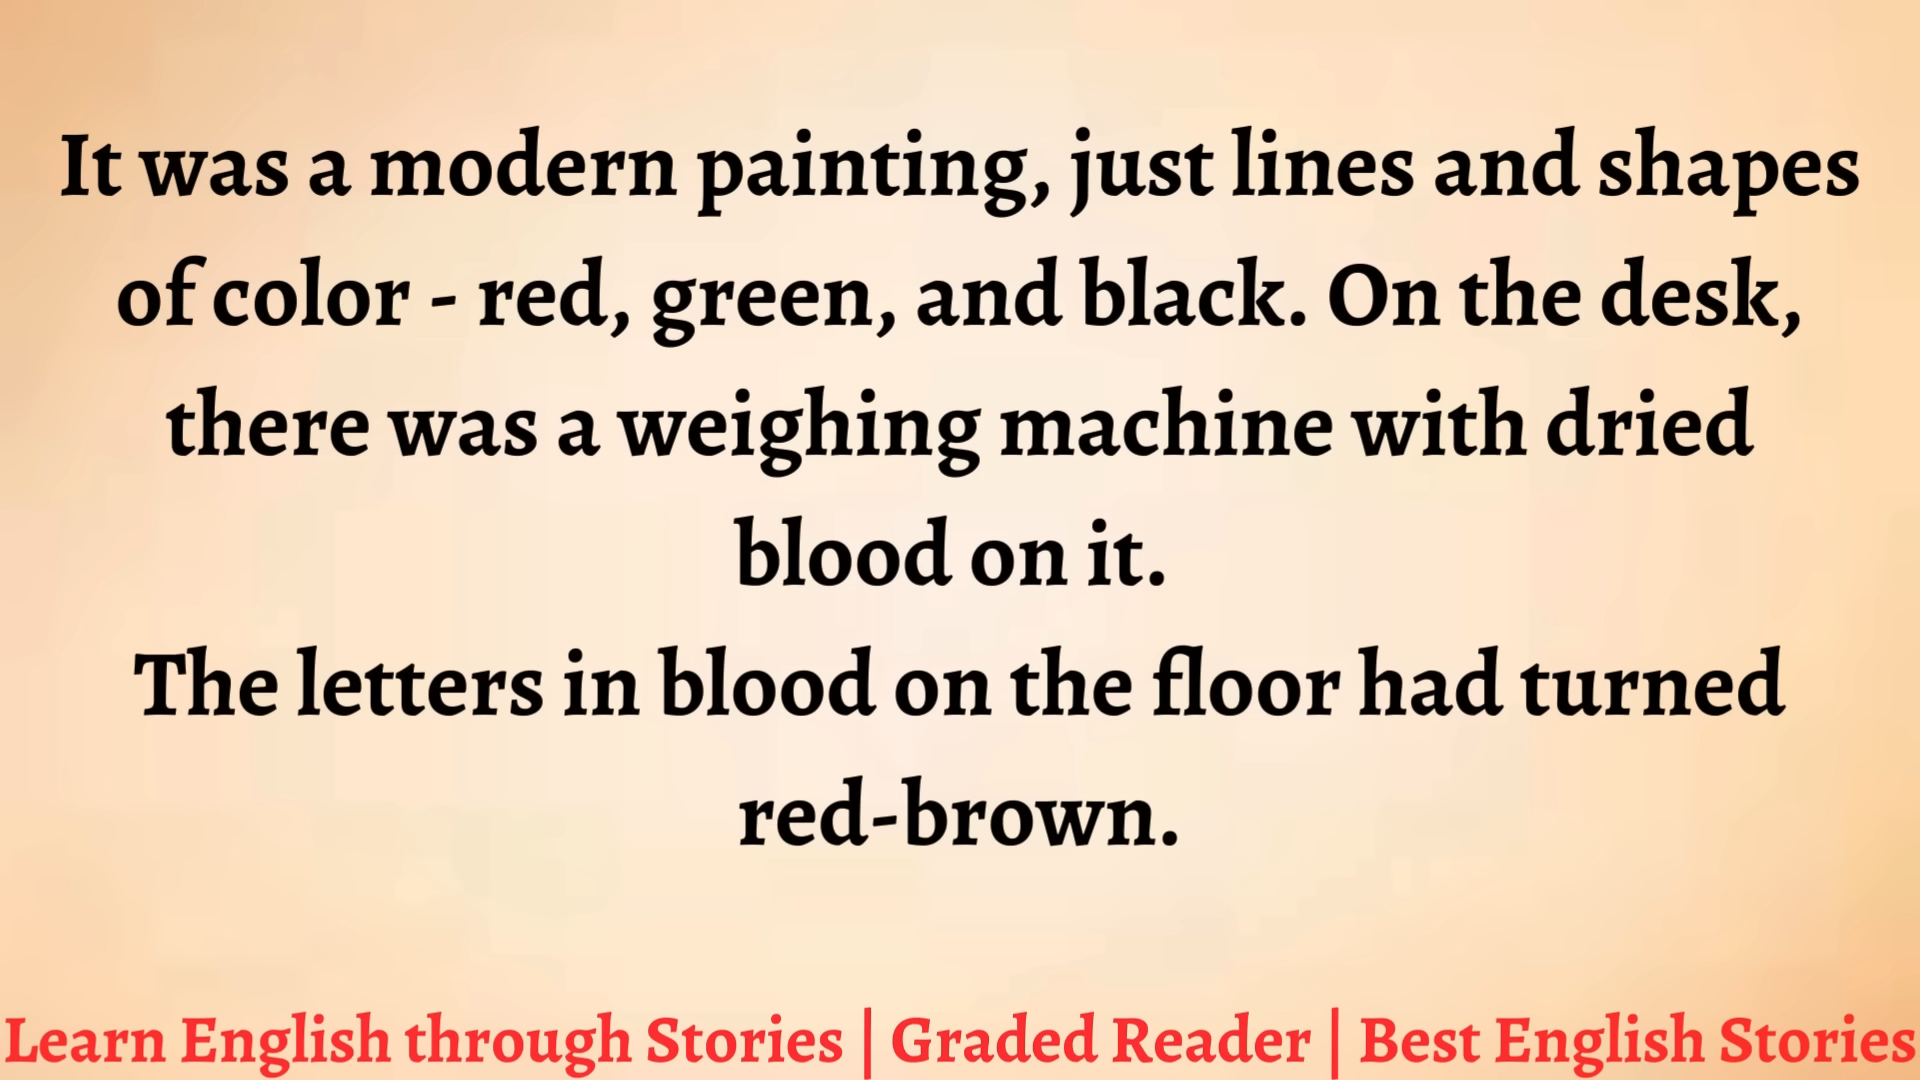 It was a modern painting, just lines and shapes
of color - red, green, and black. On the desk,
there was a weighing machine with dried
blood on it.
The letters in blood on the floor had turned
red-brown.
Learn English through Stories | Graded Reader | Best English Stories